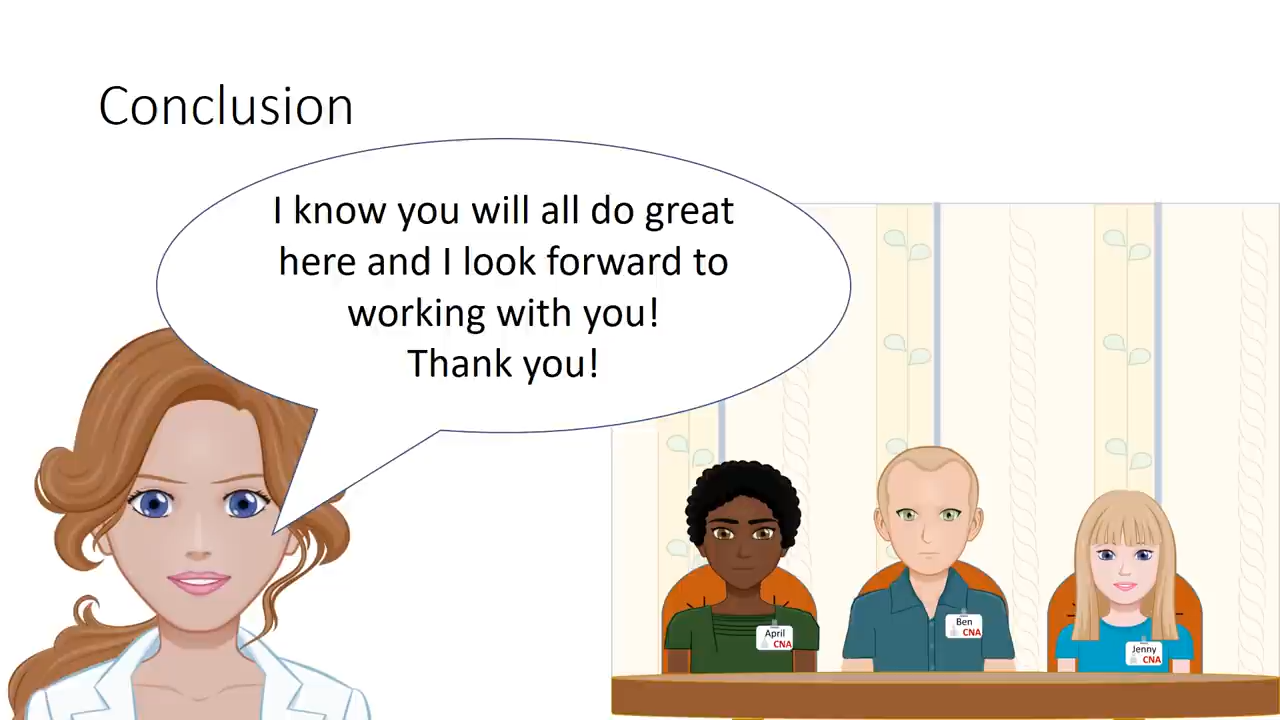 Conclusion
I know you will all do great
here and I look forward to
working with you!
Thank you!
April
CNA
Ben
CNA
Jenny
CNA